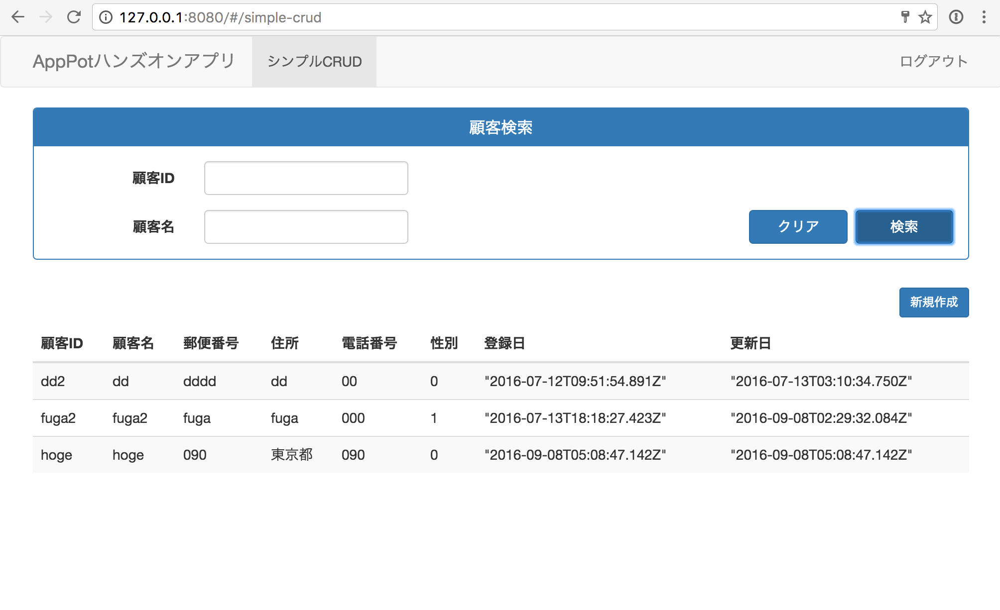 127.0.0.1:8080/#/simple-crud
AppPotハンズオンアプリ シンプルCRUD ログアウト
顧客検索
顧客ID
顧客名 クリア 検索
新規作成
顧客ID 顧客名 郵便番号 住所 電話番号 性別 登録日 更新日
dd2 dd dddd dd 00 0 "2016-07-12T09:51:54.891Z" "2016-07-13T03:10:34.750Z"
fuga2 fuga2 fuga fuga 000 1 "2016-07-13T18:18:27.423Z" "2016-09-08T02:29:32.084Z"
hoge hoge 090 東京都 090 0 "2016-09-08T05:08:47.142Z" "2016-09-08T05:08:47.142Z"